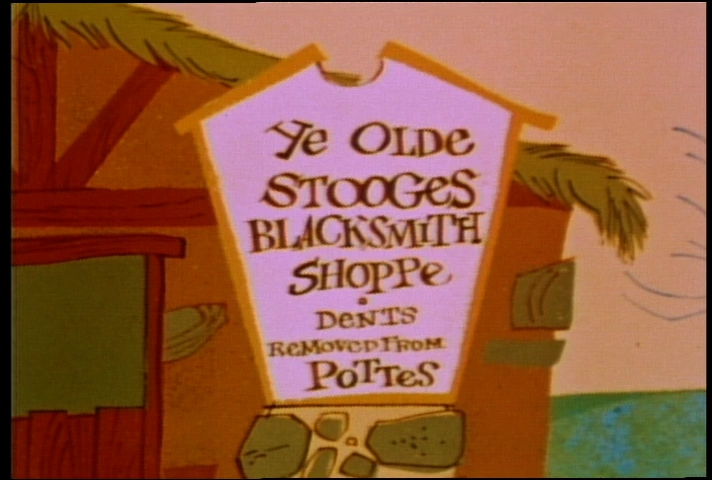 Ye Olde
Stooges
Blacksmith
Shoppe
•
Dents
Removed From
Pottes